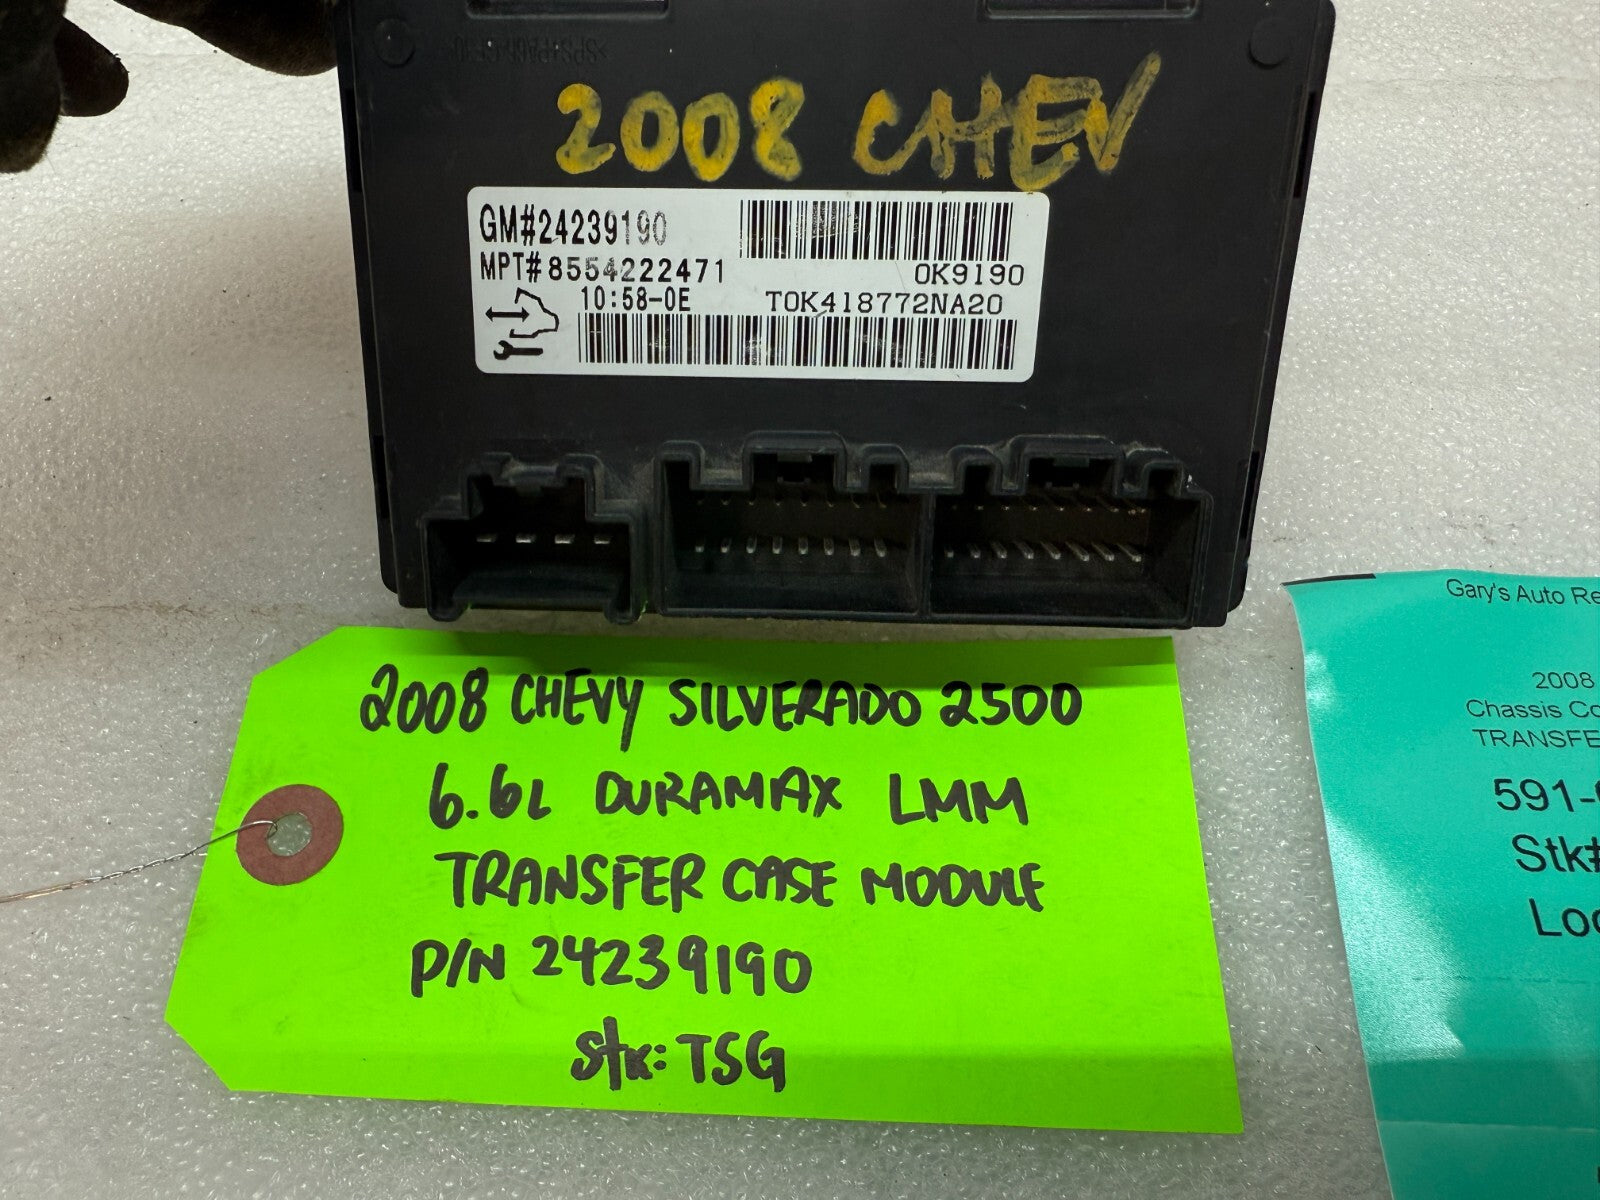 2008 CHEV
GM#24239190
MPT#8554222471
0K9190
10:58-0E
T0K418772NA20
2008 CHEVY SILVERADO 2500
6.6L DURAMAX LMM
TRANSFER CASE MODULE
P/N 24239190
Stk: TSG
Gary's Auto Re
2008
Chassis Co
TRANSFE
591-
Stk#
Loc